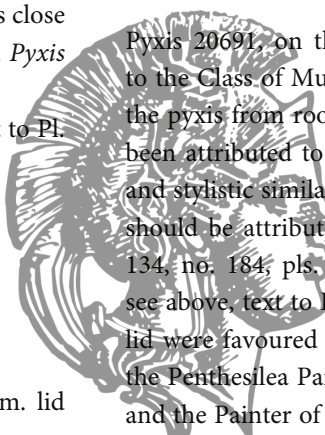 s close
Pyxis
t to Pl.
m. lid
Pyxis 20691, on th
to the Class of Mu
the pyxis from roo
been attributed to
and stylistic similar
should be attribut
134, no. 184, pls.
see above, text to
lid were favoured
the Penthesilea Pai
and the Painter of